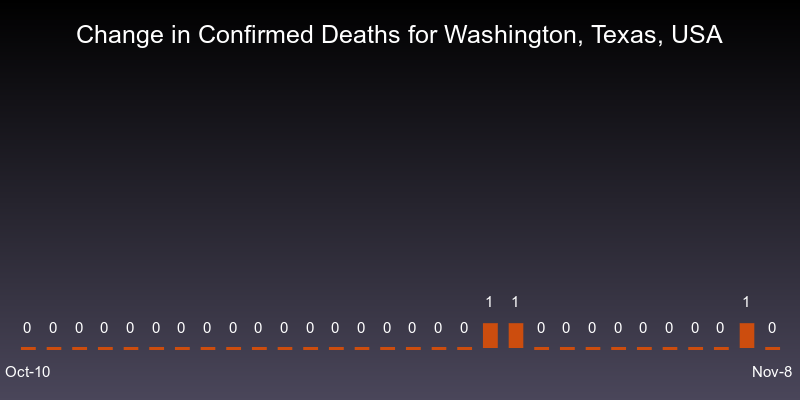 Change in Confirmed Deaths for Washington, Texas, USA
1 1 1
0 0 0 0 0 0 0 0 0 0 0 0 0 0 0 0 0 0 0 0 0 0 0 0 0 0 0
Oct-10 Nov-8